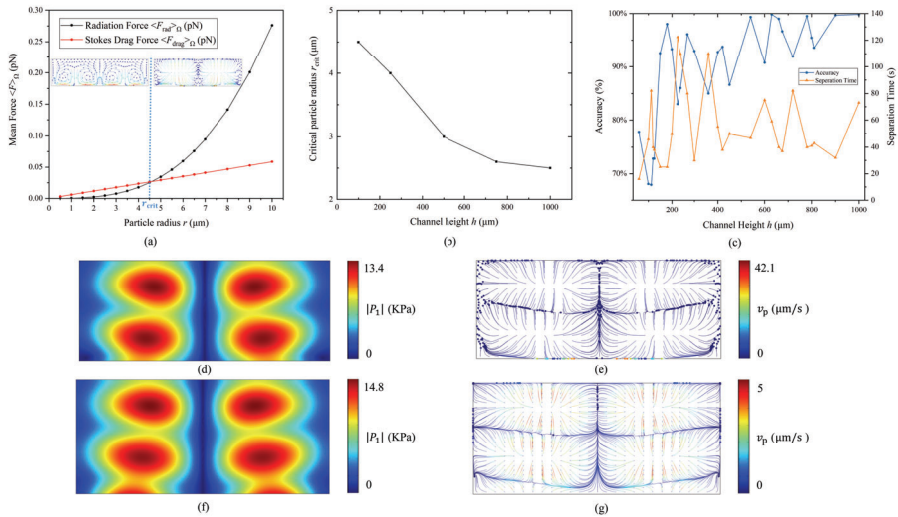 Radiation Force <F_rad>_Ω (pN)
Stokes Drag Force <F_drag>_Ω (pN)
Mean Force <F>_Ω (pN)
0.30
0.25
0.20
0.15
0.10
0.05
0.00
0 1 2 3 4 5 6 7 8 9 10
r_crit
Particle radius r (μm)
(a)
Critical particle radius r_crit (μm)
5
4
3
2
0 200 400 600 800 1000
Channel leight h (μm)
(ɔ)
Accuracy (%)
100%
90%
80%
70%
Accuracy
Seperation Time (s)
140
120
100
80
60
40
20
0
Separation Time (s)
200 400 600 800 1000
Channel Height h (μm)
(c)
13.4
|P₁| (KPa)
0
(d)
42.1
v_p (μm/s )
0
(e)
14.8
|P₁| (KPa)
0
(f)
5
v_p (μm/s)
0
(g)